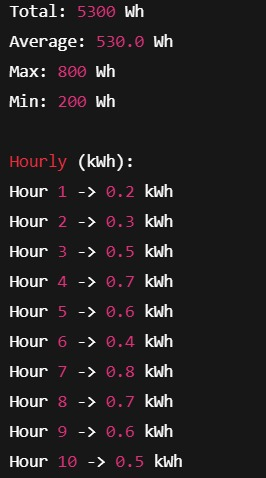 Total: 5300 Wh
Average: 530.0 Wh
Max: 800 Wh
Min: 200 Wh
Hourly (kWh):
Hour 1 -> 0.2 kWh
Hour 2 -> 0.3 kWh
Hour 3 -> 0.5 kWh
Hour 4 -> 0.7 kWh
Hour 5 -> 0.6 kWh
Hour 6 -> 0.4 kWh
Hour 7 -> 0.8 kWh
Hour 8 -> 0.7 kWh
Hour 9 -> 0.6 kWh
Hour 10 -> 0.5 kWh